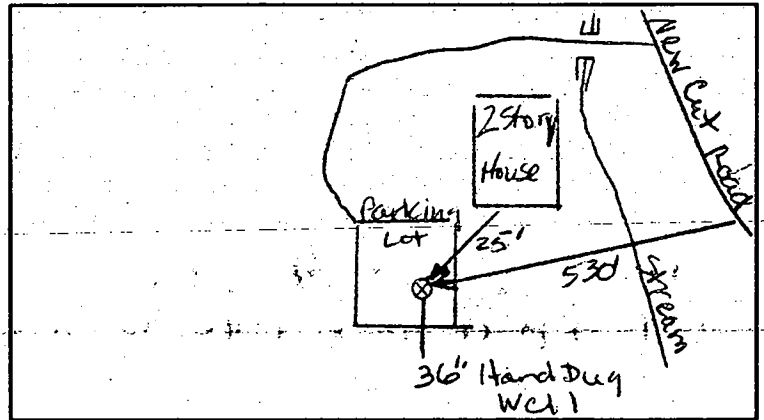 New Cut Road
2 Story
House
Parking
Lot
25'
530'
Stream
36" Hand Dug
Well